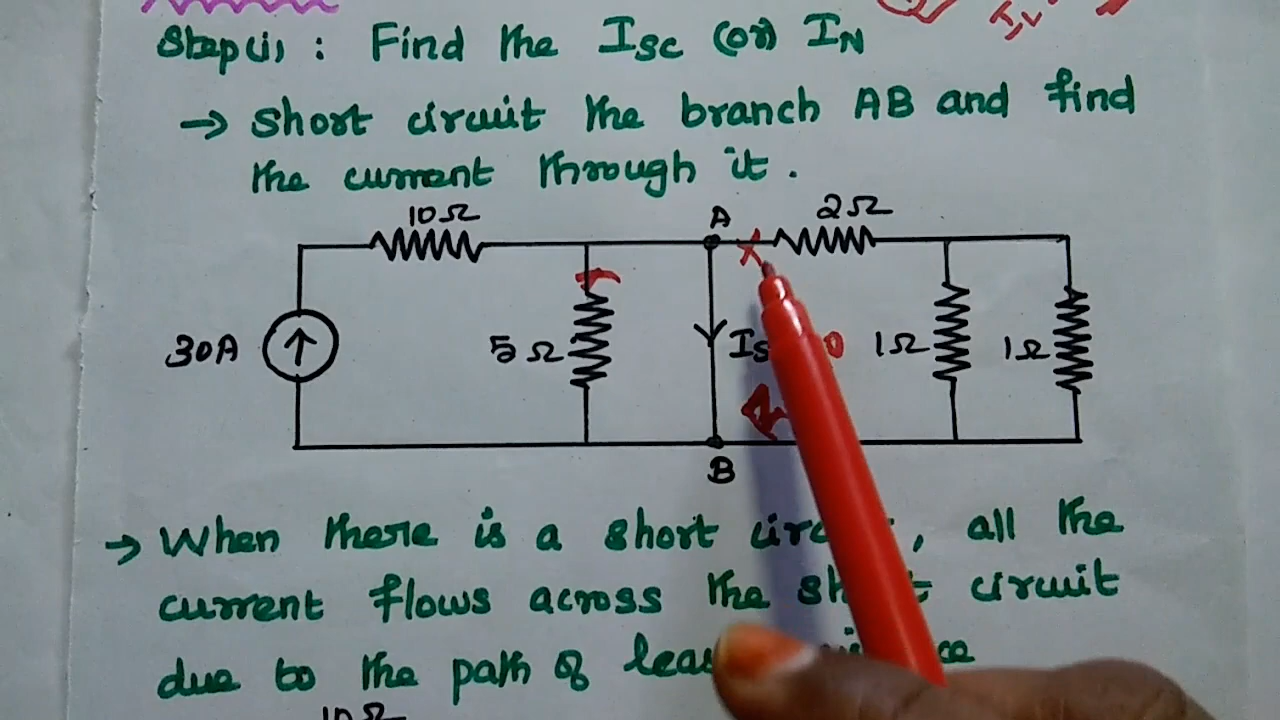 Step(i) : Find the ISC (or) IN
→ Short circuit the branch AB and find
the current through it.
10Ω
A
2Ω
30A
5Ω
1Ω
1Ω
B
→ When there is a short, all the
current flows across the circuit
due to the path of
10Ω